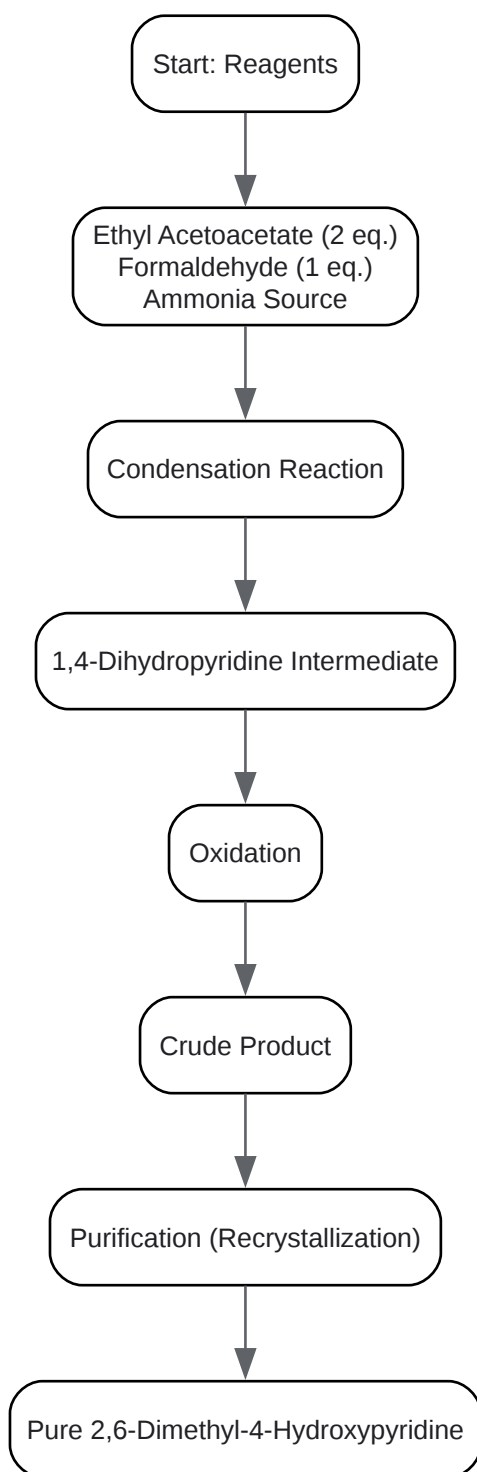 Start: Reagents
Ethyl Acetoacetate (2 eq.)
Formaldehyde (1 eq.)
Ammonia Source
Condensation Reaction
1,4-Dihydropyridine Intermediate
Oxidation
Crude Product
Purification (Recrystallization)
Pure 2,6-Dimethyl-4-Hydroxypyridine